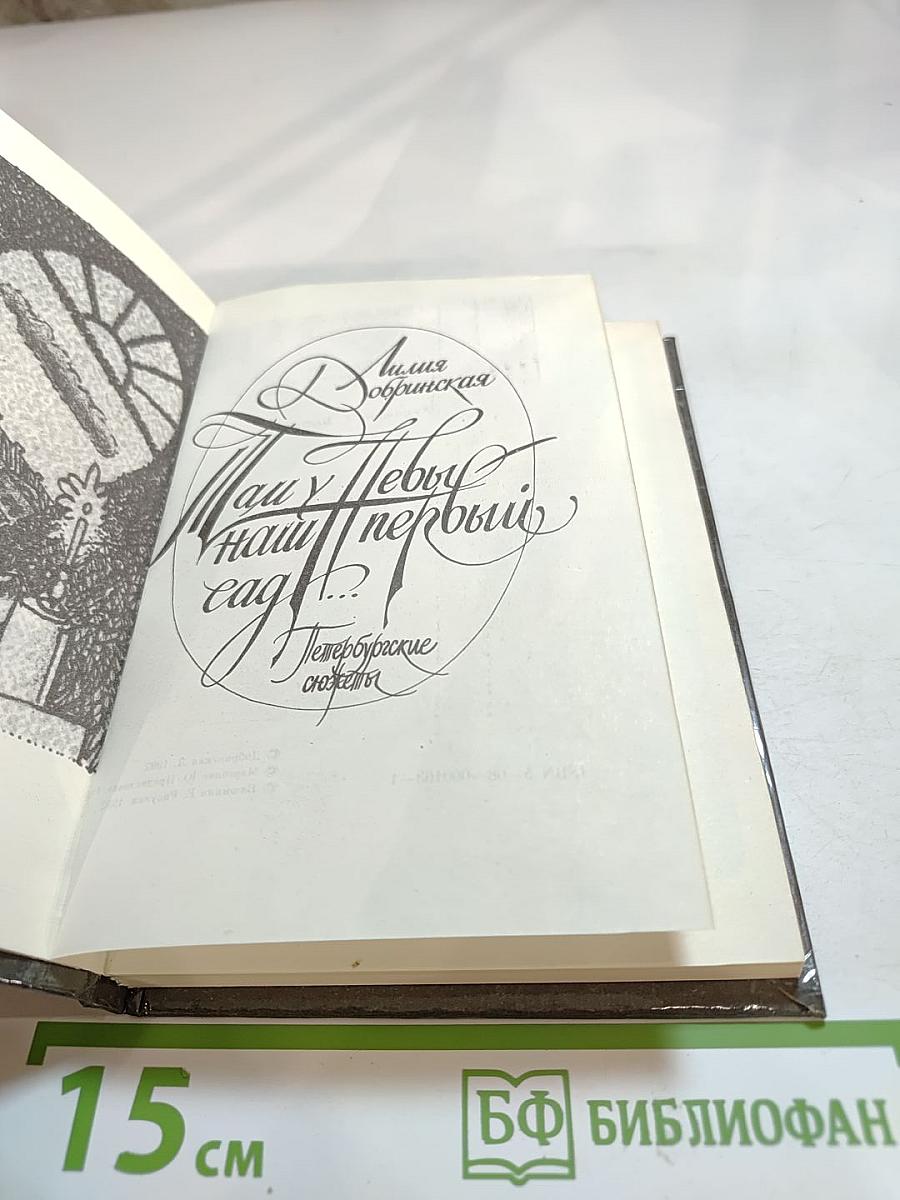 Лилия
Добринская
Там у Невы
наш первый
сад...
Петербургские
сюжеты
15 см
БФ БИБЛИОФАН